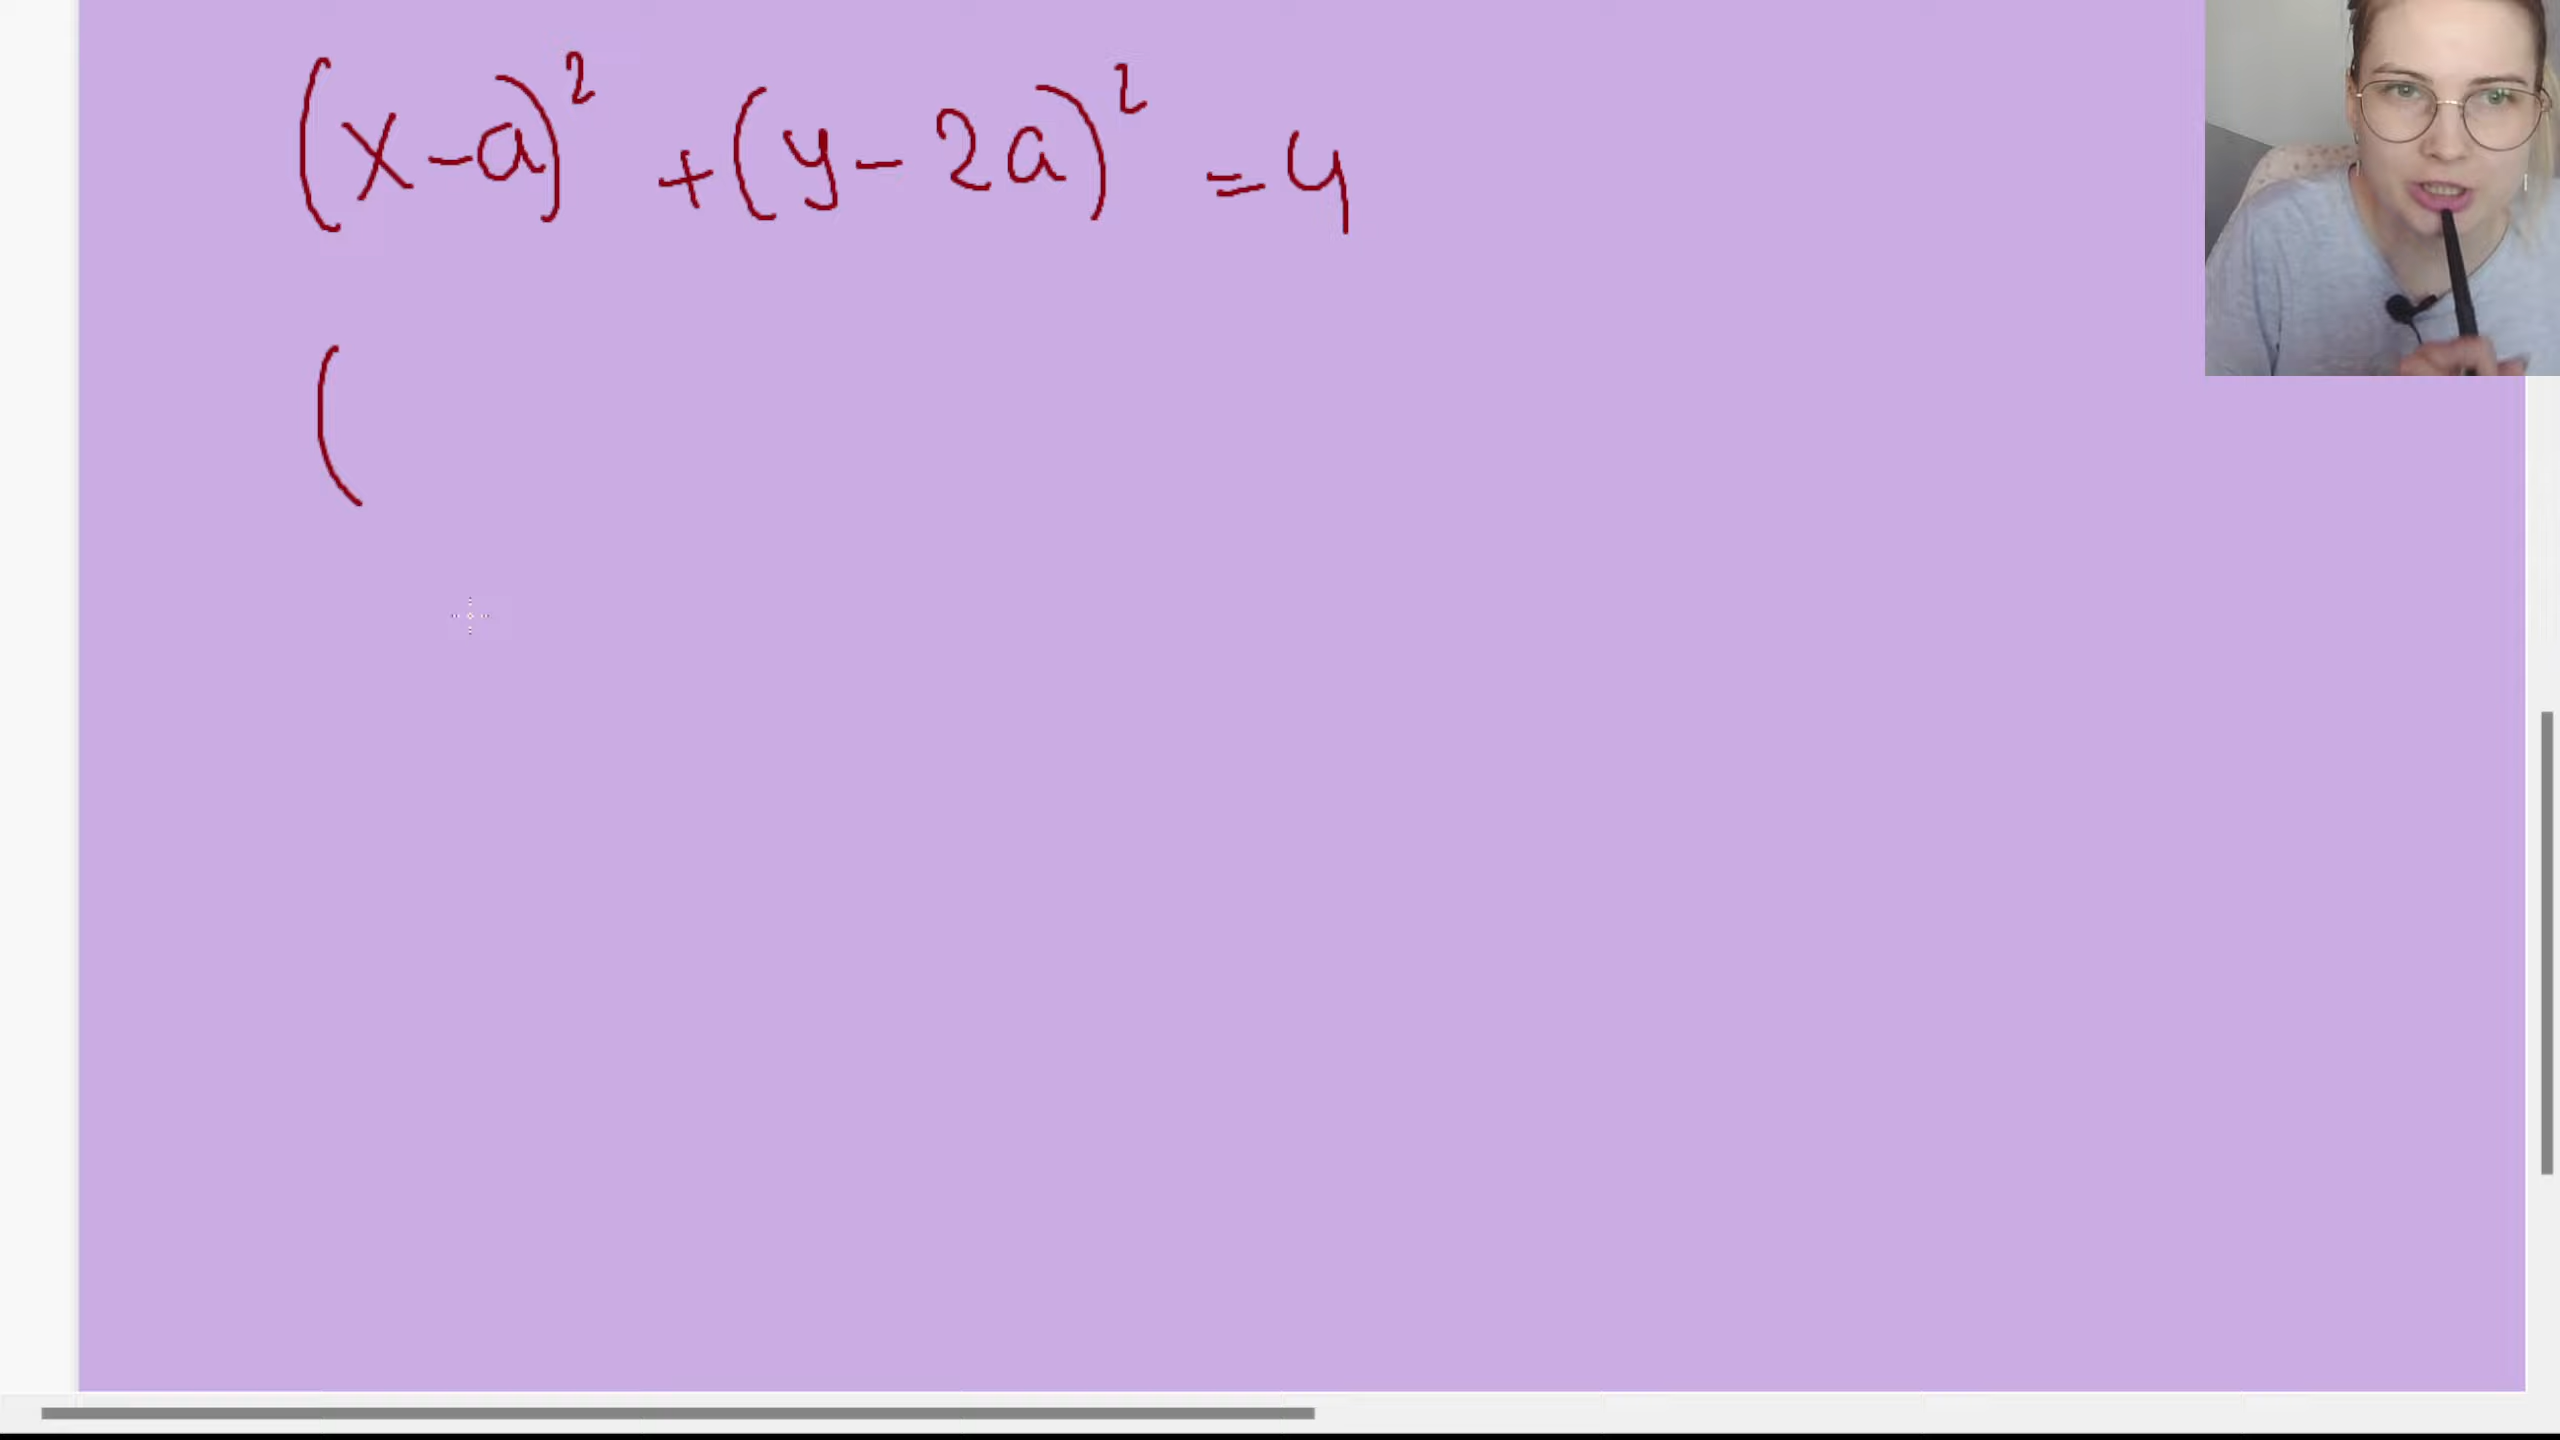 (x-a)² + (y-2a)² = 4
(